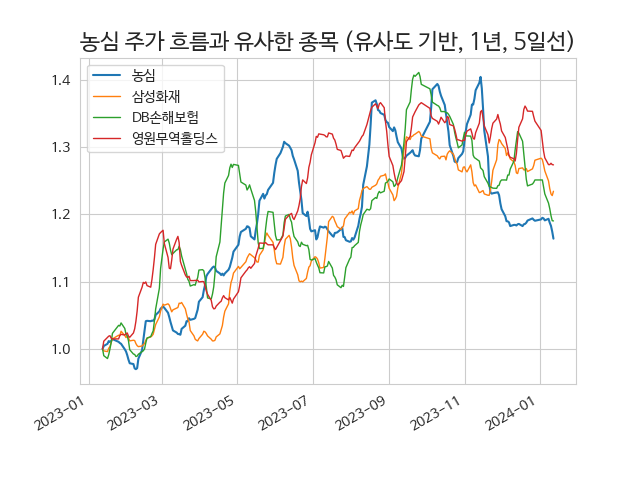 농심 주가 흐름과 유사한 종목 (유사도 기반, 1년, 5일선)
농심
삼성화재
DB손해보험
영원무역홀딩스
1.4
1.3
1.2
1.1
1.0
2023-01
2023-03
2023-05
2023-07
2023-09
2023-11
2024-01